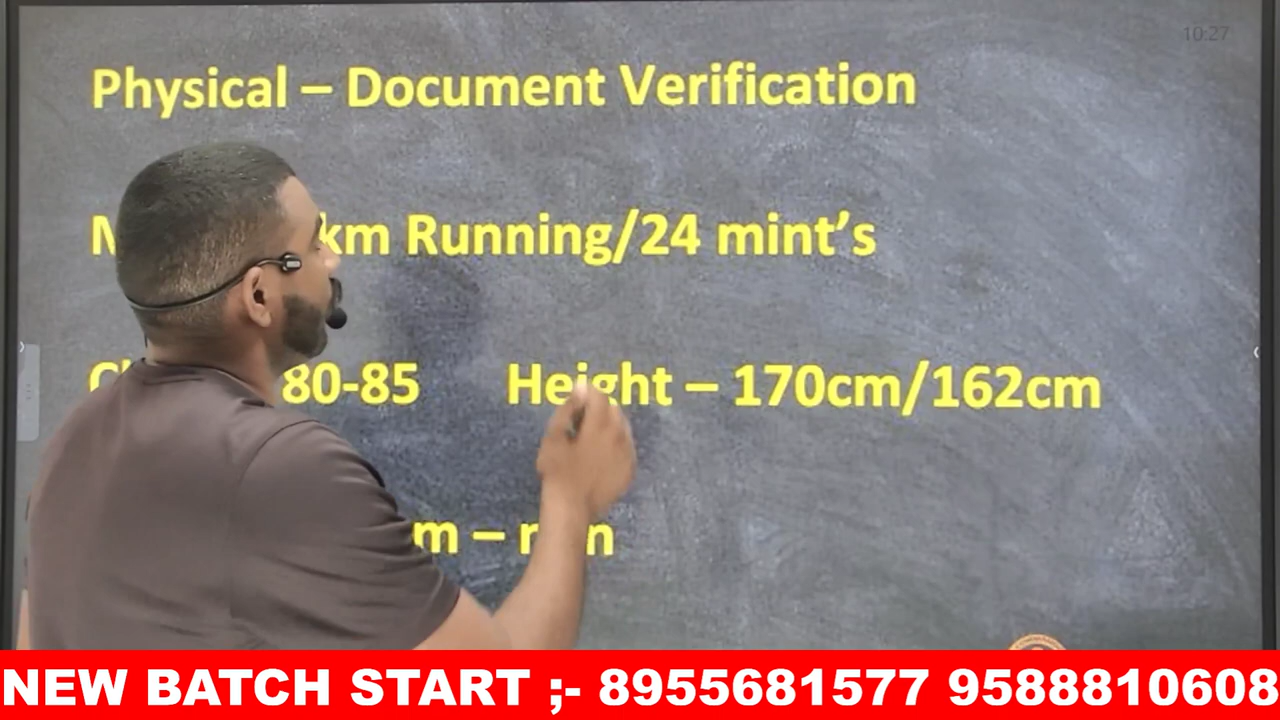 10:27
Physical – Document Verification
km Running/24 mint’s
80-85 Height – 170cm/162cm
m –
NEW BATCH START ;- 8955681577 9588810608